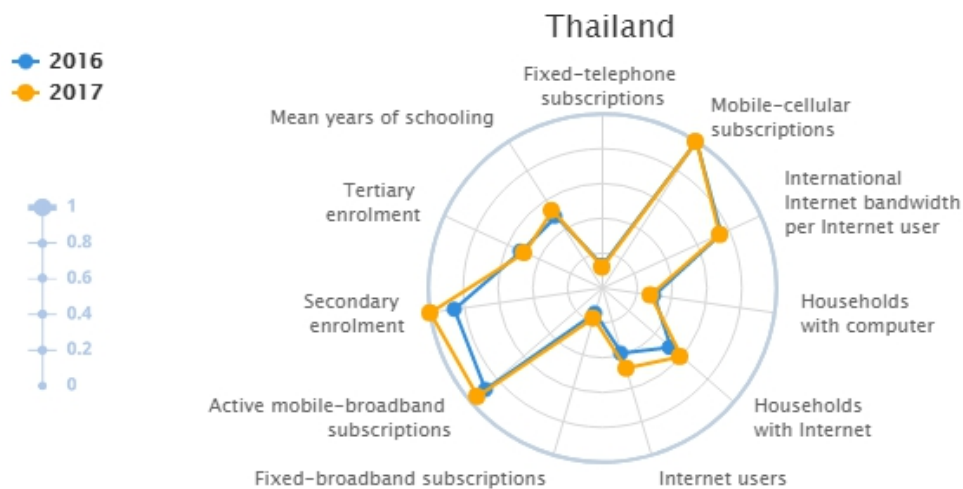 Thailand
2016
2017
1
0.8
0.6
0.4
0.2
0
Fixed-telephone
subscriptions
Mobile-cellular
subscriptions
International
Internet bandwidth
per Internet user
Households
with computer
Households
with Internet
Internet users
Fixed-broadband subscriptions
Active mobile-broadband
subscriptions
Secondary
enrolment
Tertiary
enrolment
Mean years of schooling